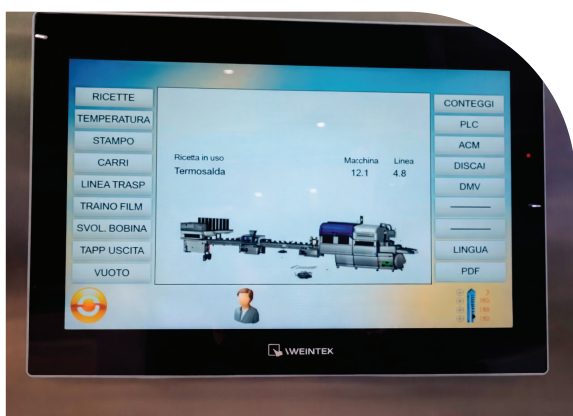 RICETTE
TEMPERATURA
STAMPO
CARRI
LINEA TRASP
TRAINO FILM
SVOL. BOBINA
TAPP USCITA
VUOTO
Ricetta in uso
Termosalda
Macchina Linea
12.1 4.8
CONTEGGI
PLC
ACM
DISCAI
DMV
LINGUA
PDF
WEINTEK